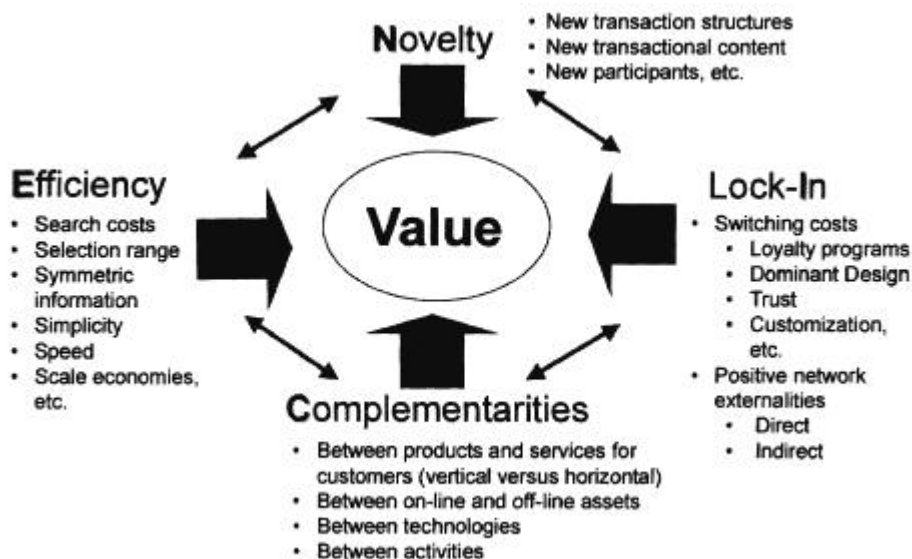 Novelty
• New transaction structures
• New transactional content
• New participants, etc.
Efficiency
• Search costs
• Selection range
• Symmetric
information
• Simplicity
• Speed
• Scale economies,
etc.
Value
Lock-In
• Switching costs
• Loyalty programs
• Dominant Design
• Trust
• Customization,
etc.
• Positive network
externalities
• Direct
• Indirect
Complementarities
• Between products and services for
customers (vertical versus horizontal)
• Between on-line and off-line assets
• Between technologies
• Between activities